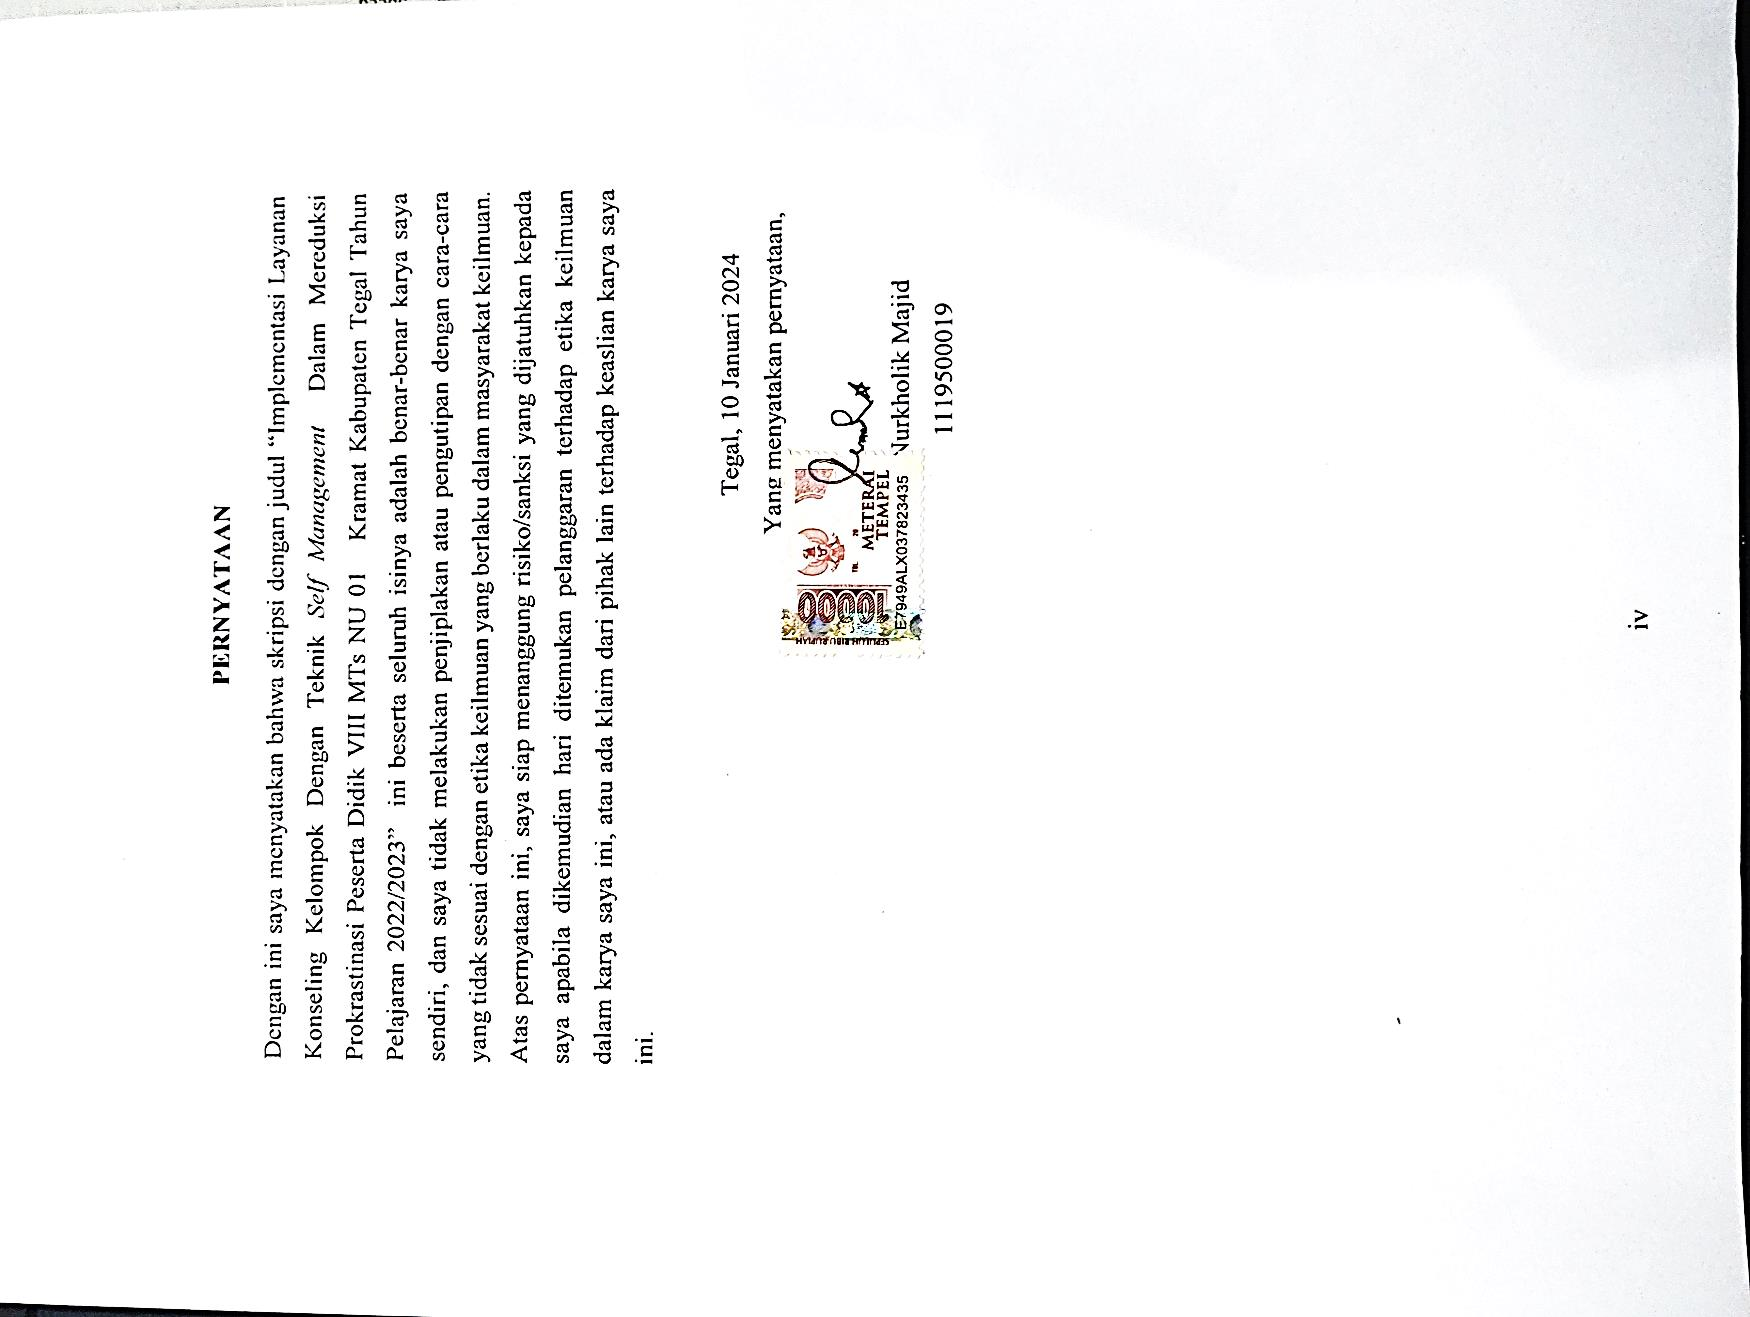 PERNYATAAN
Dengan ini saya menyatakan bahwa skripsi dengan judul “Implementasi Layanan
Konseling Kelompok Dengan Teknik Self Management Dalam Mereduksi
Prokrastinasi Peserta Didik VIII MTs NU 01 Kramat Kabupaten Tegal Tahun
Pelajaran 2022/2023” ini beserta seluruh isinya adalah benar-benar karya saya
sendiri, dan saya tidak melakukan penjiplakan atau pengutipan dengan cara-cara
yang tidak sesuai dengan etika keilmuan yang berlaku dalam masyarakat keilmuan.
Atas pernyataan ini, saya siap menanggung risiko/sanksi yang dijatuhkan kepada
saya apabila dikemudian hari ditemukan pelanggaran terhadap etika keilmuan
dalam karya saya ini, atau ada klaim dari pihak lain terhadap keaslian karya saya
ini.
Tegal, 10 Januari 2024
Yang menyatakan pernyataan,
SEPULUH RIBU RUPIAH
10000
TGL. 20
METERAI
TEMPEL
E7949ALX037823435
Nurkholik Majid
1119500019
iv